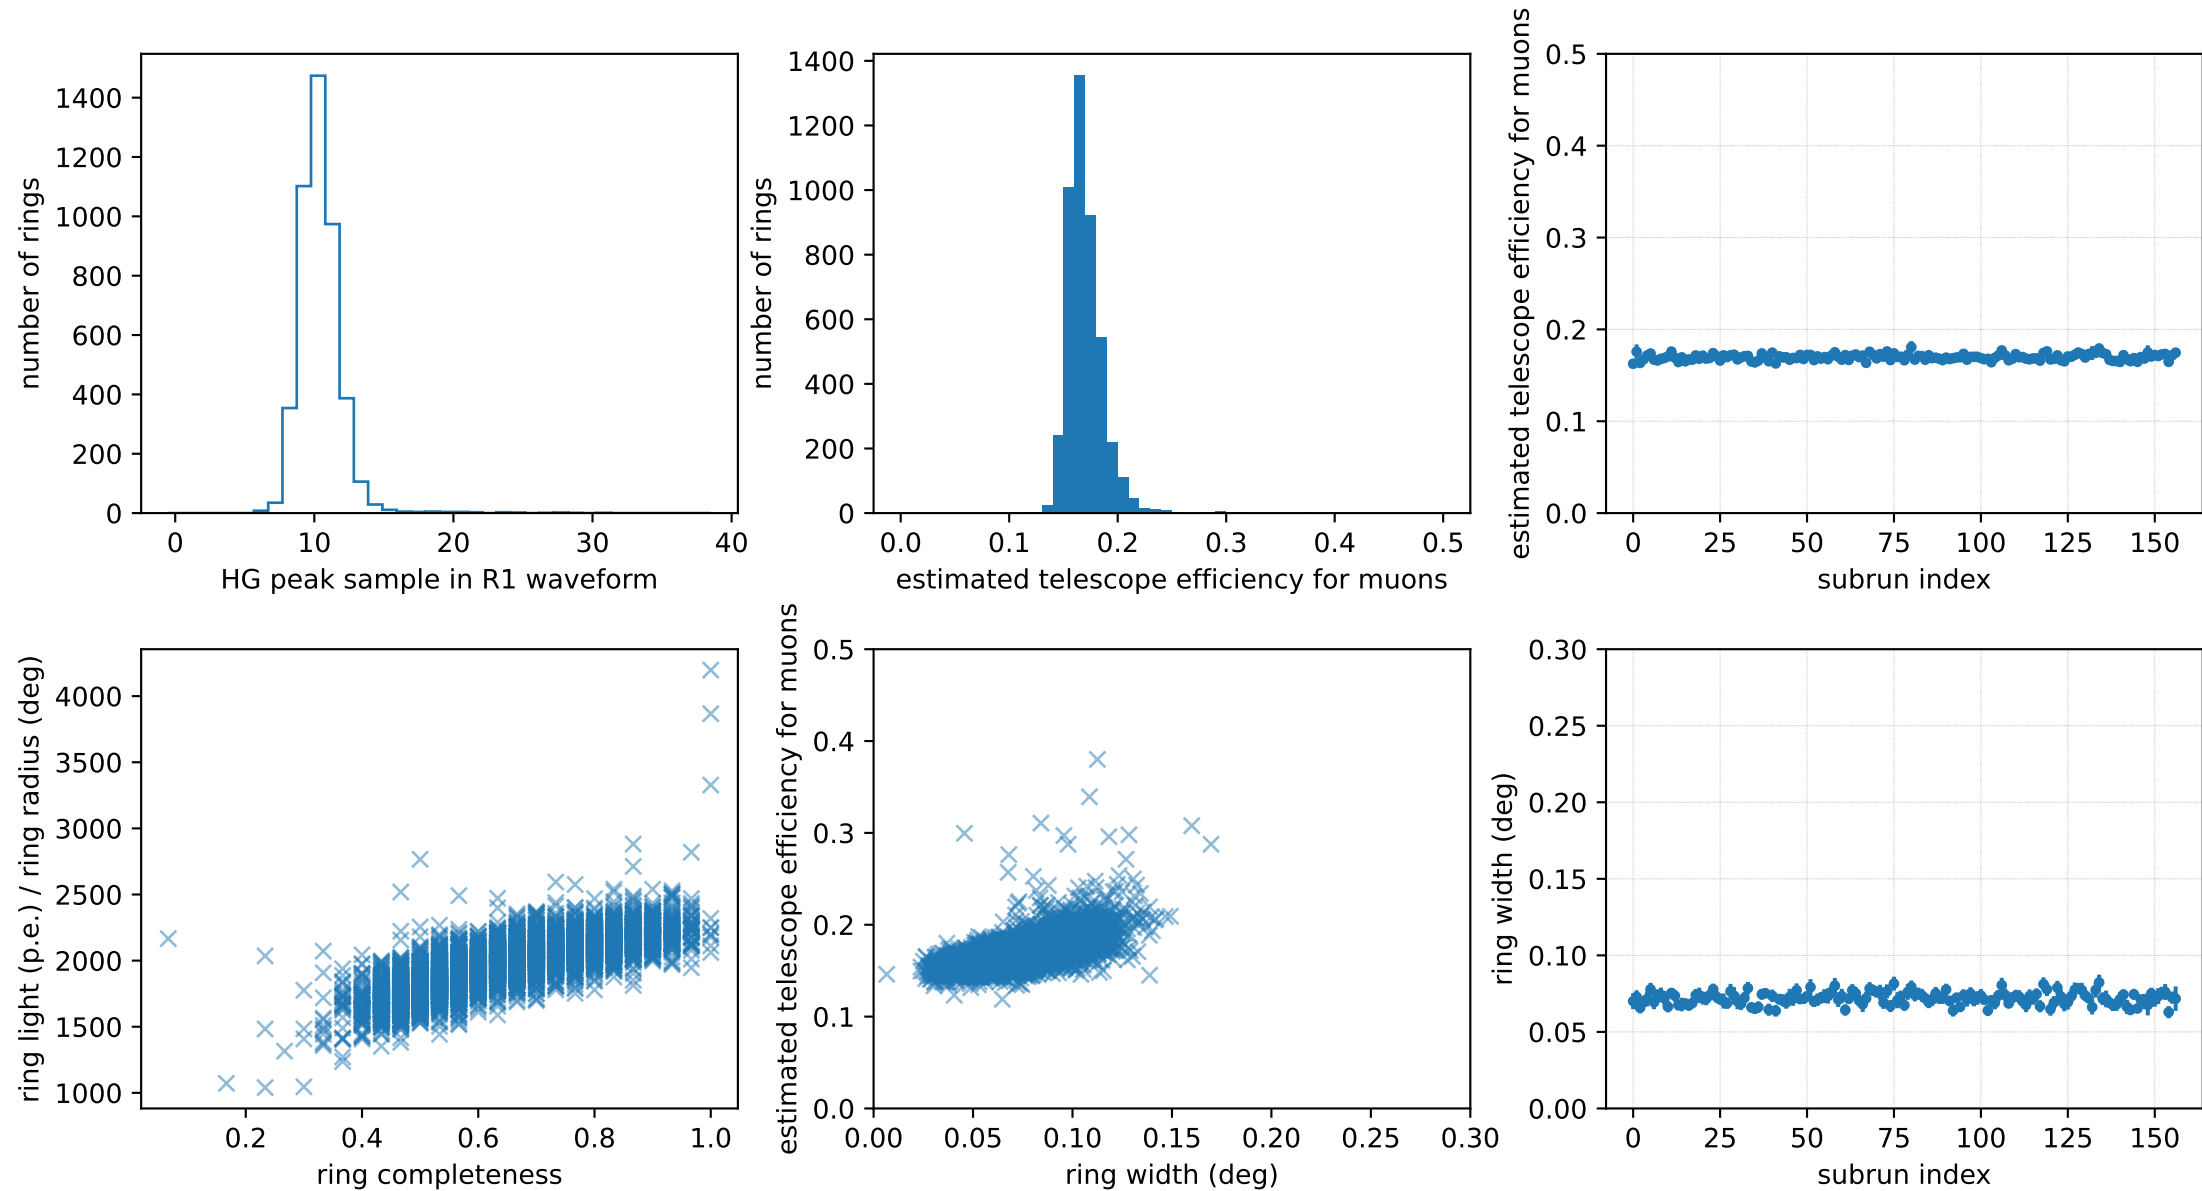 number of rings
1400
1200
1000
800
600
400
200
0
0 10 20 30 40
HG peak sample in R1 waveform
number of rings
1400
1200
1000
800
600
400
200
0
0.0 0.1 0.2 0.3 0.4 0.5
estimated telescope efficiency for muons
estimated telescope efficiency for muons
0.5
0.4
0.3
0.2
0.1
0.0
0 25 50 75 100 125 150
subrun index
ring light (p.e.) / ring radius (deg)
4000
3500
3000
2500
2000
1500
1000
0.2 0.4 0.6 0.8 1.0
ring completeness
estimated telescope efficiency for muons
0.5
0.4
0.3
0.2
0.1
0.0
0.00 0.05 0.10 0.15 0.20 0.25 0.30
ring width (deg)
ring width (deg)
0.30
0.25
0.20
0.15
0.10
0.05
0.00
0 25 50 75 100 125 150
subrun index